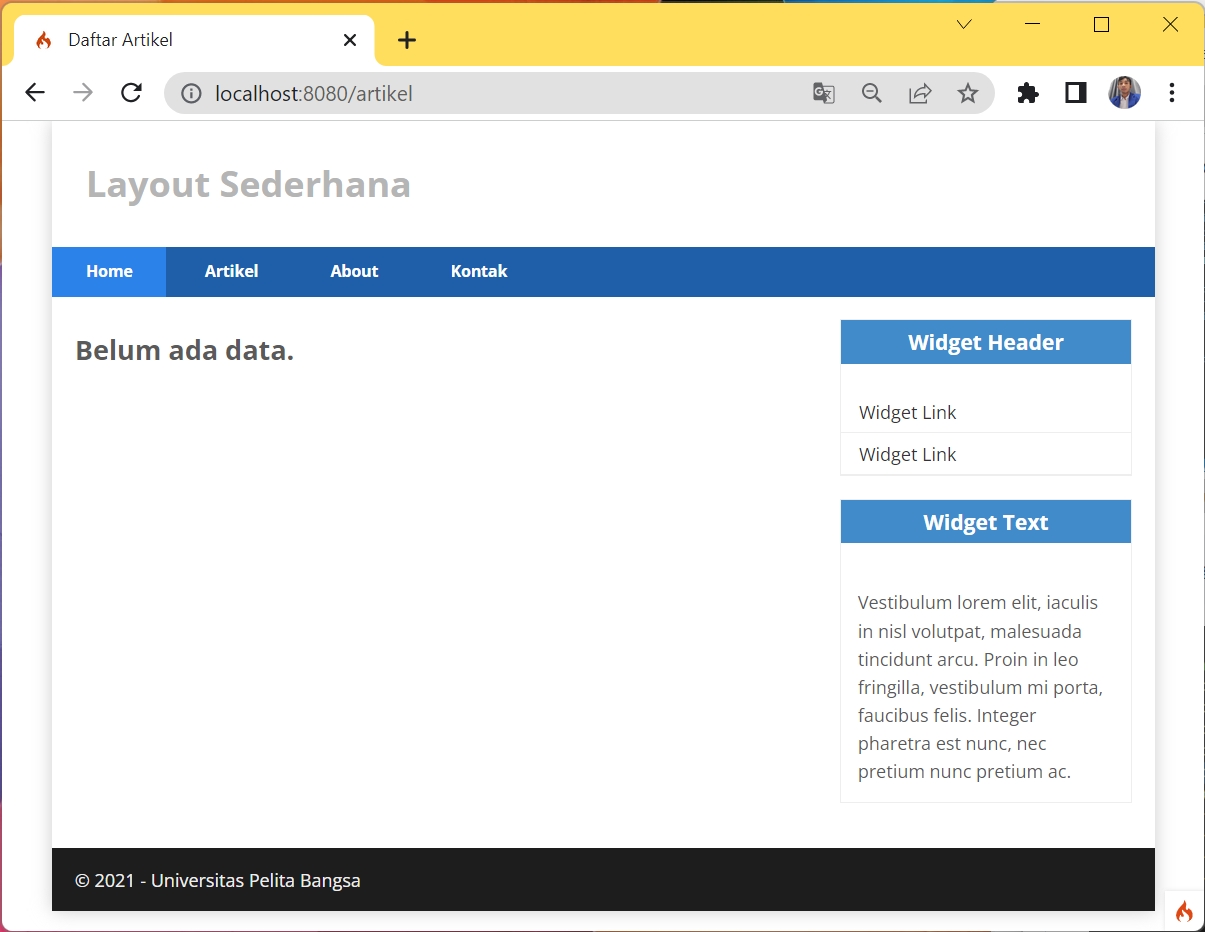 Daftar Artikel
localhost:8080/artikel
Layout Sederhana
Home Artikel About Kontak
Belum ada data.
Widget Header
Widget Link
Widget Link
Widget Text
Vestibulum lorem elit, iaculis
in nisl volutpat, malesuada
tincidunt arcu. Proin in leo
fringilla, vestibulum mi porta,
faucibus felis. Integer
pharetra est nunc, nec
pretium nunc pretium ac.
© 2021 - Universitas Pelita Bangsa